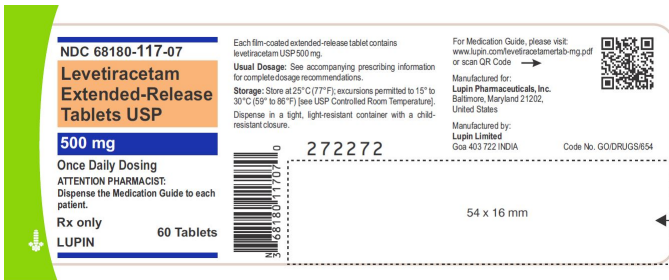 NDC 68180-117-07
Levetiracetam
Extended-Release
Tablets USP
500 mg
Once Daily Dosing
ATTENTION PHARMACIST:
Dispense the Medication Guide to each
patient.
Rx only
60 Tablets
LUPIN
Each film-coated extended-release tablet contains
levetiracetam USP 500 mg.
Usual Dosage: See accompanying prescribing information
for complete dosage recommendations.
Storage: Store at 25°C (77°F); excursions permitted to 15° to
30°C (59° to 86°F) [see USP Controlled Room Temperature].
Dispense in a tight, light-resistant container with a child-
resistant closure.
272272
N
3
68180 11707
0
For Medication Guide, please visit:
www.lupin.com/levetiracetamertab-mg.pdf
or scan QR Code
Manufactured for:
Lupin Pharmaceuticals, Inc.
Baltimore, Maryland 21202,
United States
Manufactured by:
Lupin Limited
Goa 403 722 INDIA
Code No. GO/DRUGS/654
54 x 16 mm